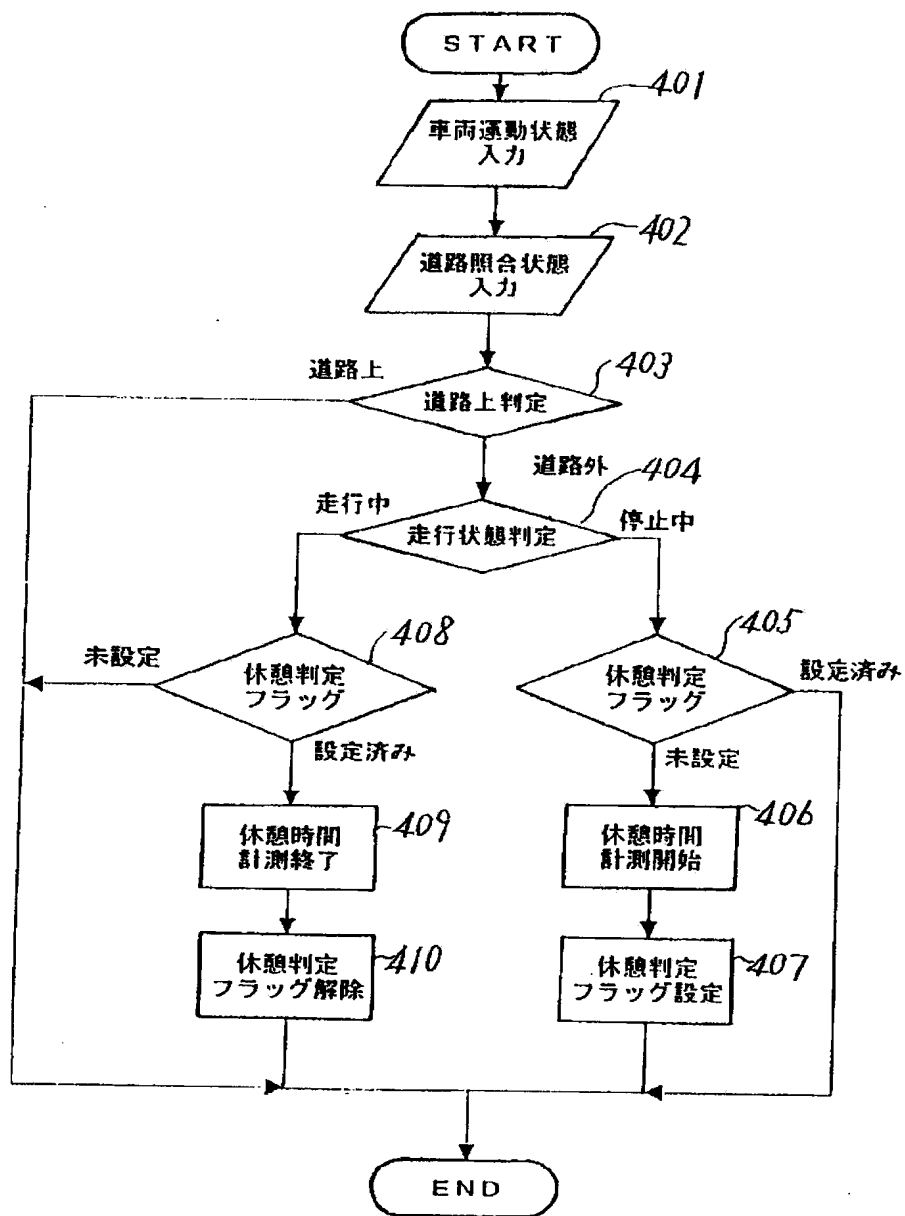 START
401
車両運動状態
入力
402
道路照合状態
入力
道路上
403
道路上判定
道路外
404
走行中
停止中
走行状態判定
408
405
未設定
休憩判定
フラッグ
休憩判定
フラッグ
設定済み
設定済み
未設定
休憩時間
計測終了
409
休憩時間
計測開始
406
休憩判定
フラッグ解除
410
休憩判定
フラッグ設定
407
END